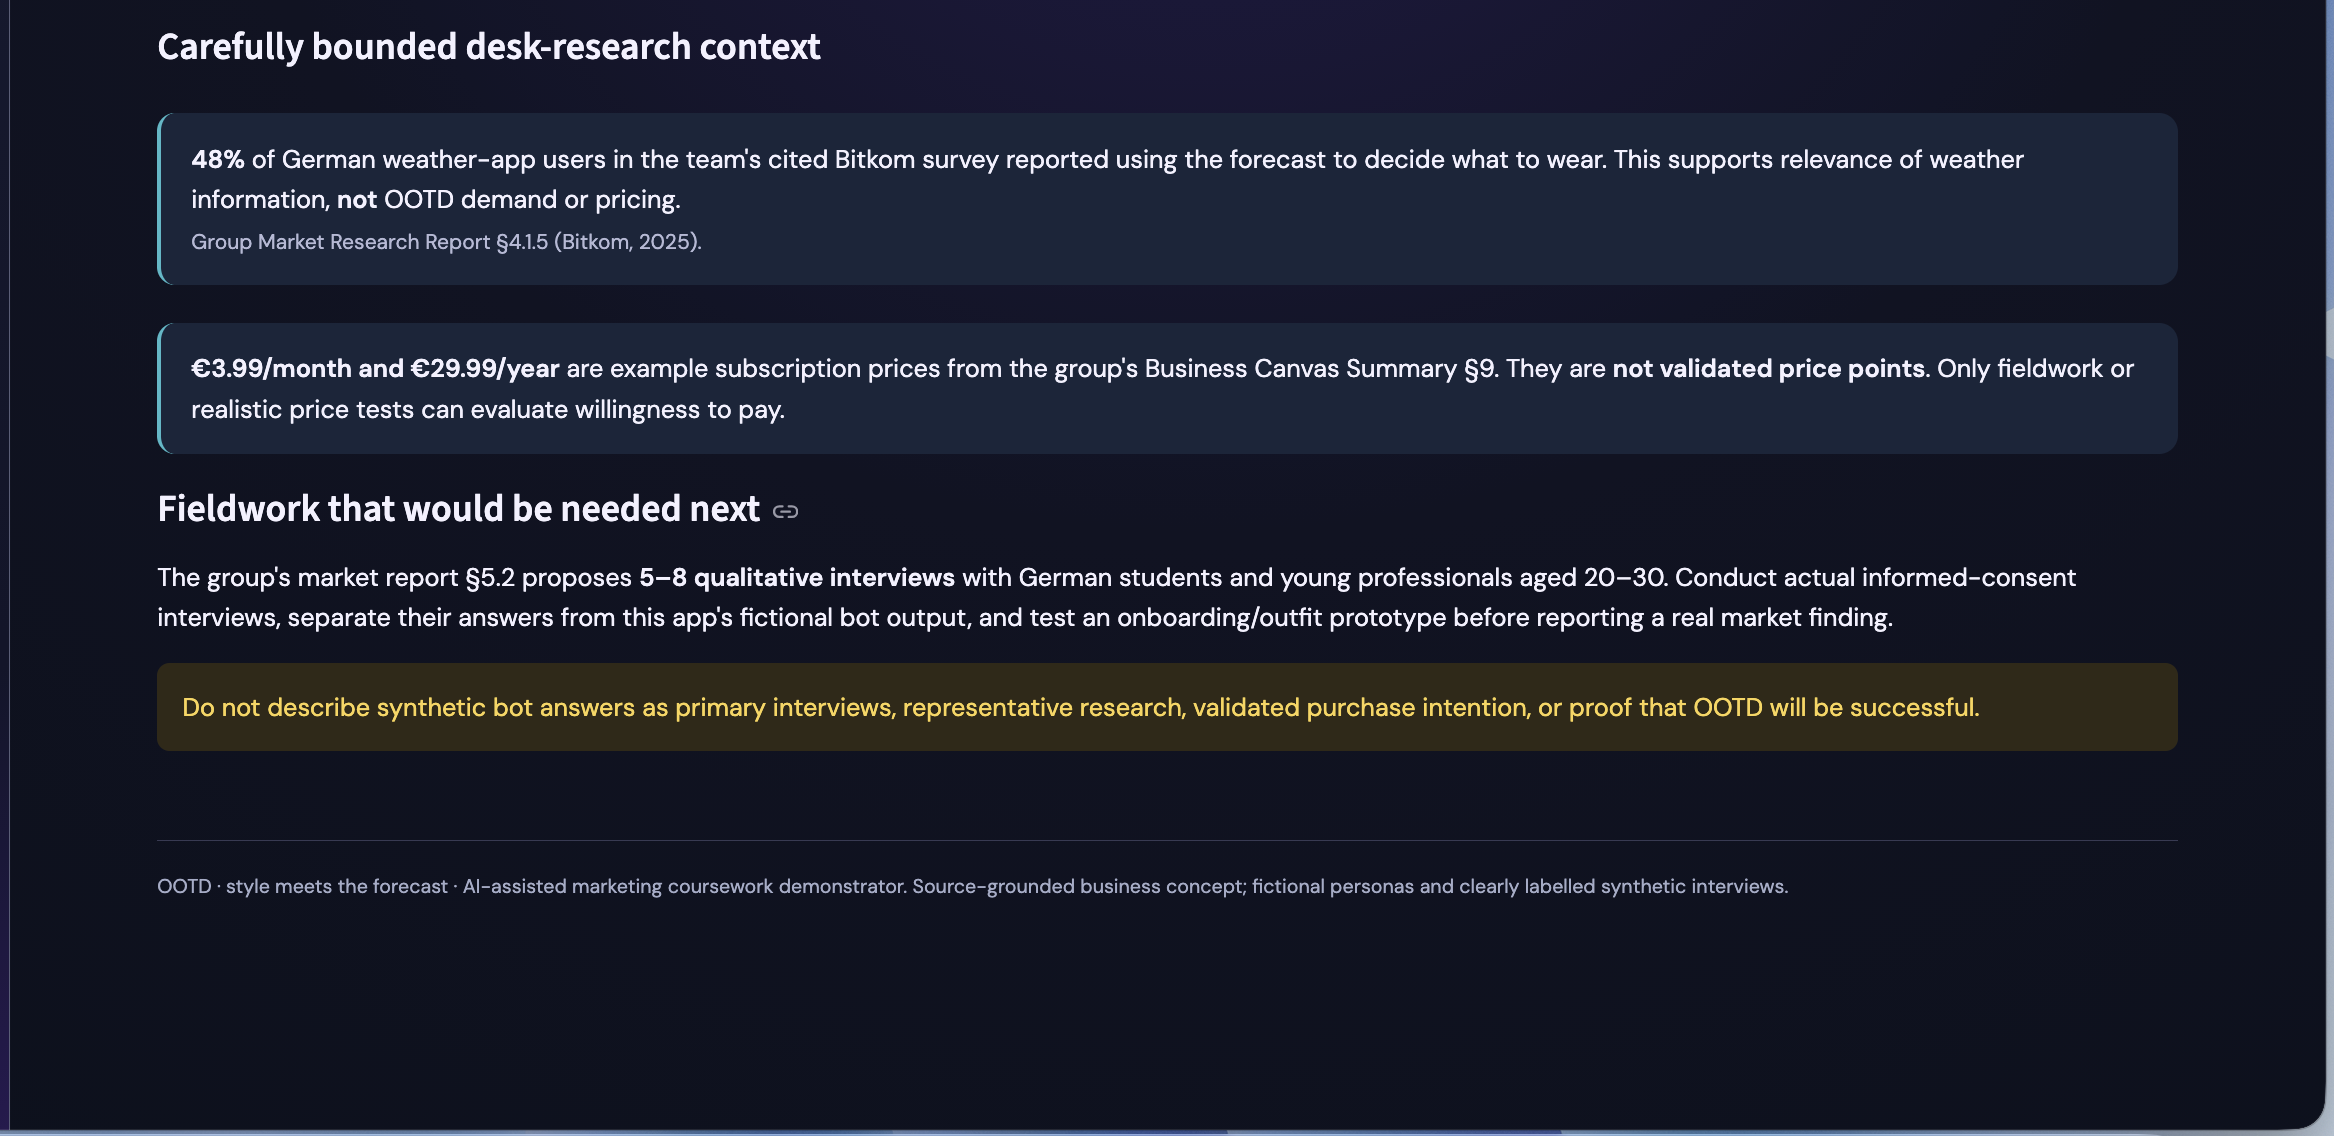 Carefully bounded desk-research context
48% of German weather-app users in the team's cited Bitkom survey reported using the forecast to decide what to wear. This supports relevance of weather
information, not OOTD demand or pricing.
Group Market Research Report §4.1.5 (Bitkom, 2025).
€3.99/month and €29.99/year are example subscription prices from the group's Business Canvas Summary §9. They are not validated price points. Only fieldwork or
realistic price tests can evaluate willingness to pay.
Fieldwork that would be needed next
The group's market report §5.2 proposes 5–8 qualitative interviews with German students and young professionals aged 20–30. Conduct actual informed-consent
interviews, separate their answers from this app's fictional bot output, and test an onboarding/outfit prototype before reporting a real market finding.
Do not describe synthetic bot answers as primary interviews, representative research, validated purchase intention, or proof that OOTD will be successful.
OOTD · style meets the forecast · AI-assisted marketing coursework demonstrator. Source-grounded business concept; fictional personas and clearly labelled synthetic interviews.